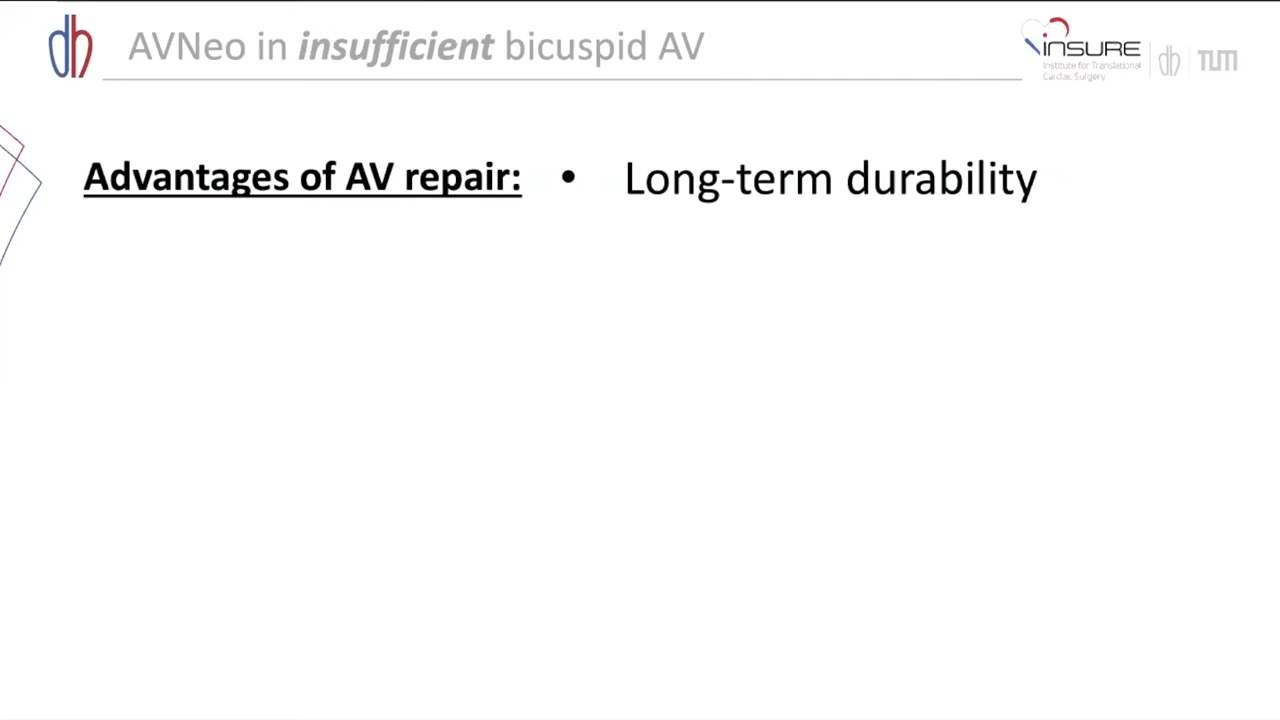 AVNeo in insufficient bicuspid AV
INSURE
Institute for Translational
Cardiac Surgery
TUM
Advantages of AV repair: • Long-term durability